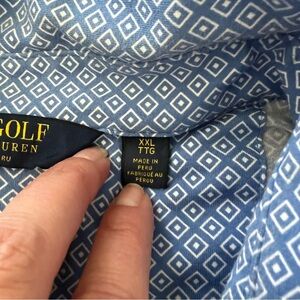 GOLF
UREN
RU
XXL
TTG
MADE IN
PERU
FABRIQUÉ AU
PÉROU